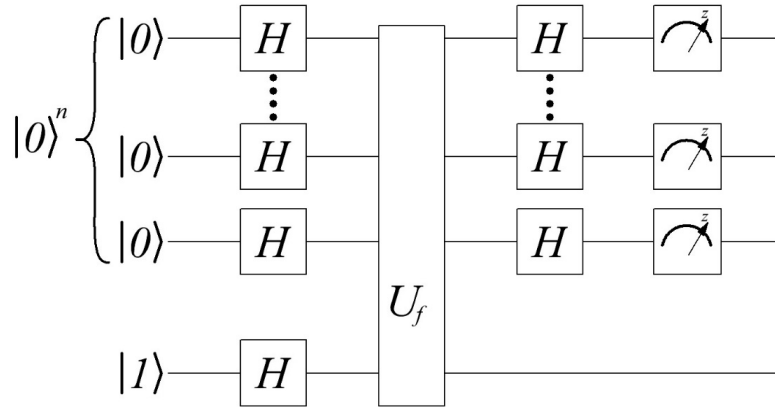 |0⟩ H H z
|0⟩ⁿ |0⟩ H H z
|0⟩ H H z
U_f
|1⟩ H